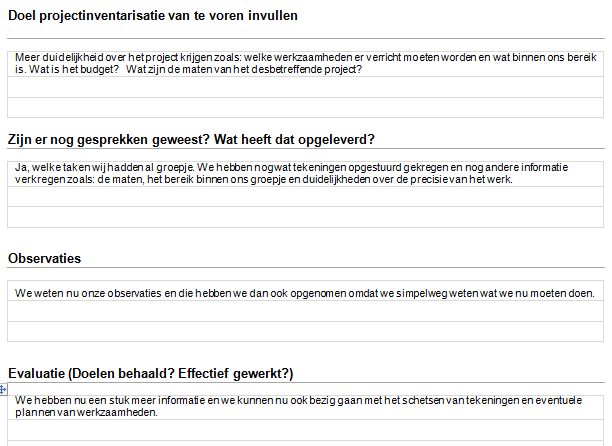 Doel projectinventarisatie van te voren invullen
Meer duidelijkheid over het project krijgen zoals: welke werkzaamheden er verricht moeten worden en wat binnen ons bereik
is. Wat is het budget? Wat zijn de maten van het desbetreffende project?
Zijn er nog gesprekken geweest? Wat heeft dat opgeleverd?
Ja, welke taken wij hadden al groepje. We hebben nog wat tekeningen opgestuurd gekregen en nog andere informatie
verkregen zoals: de maten, het bereik binnen ons groepje en duidelijkheden over de precisie van het werk.
Observaties
We weten nu onze observaties en die hebben we dan ook opgenomen omdat we simpelweg weten wat we nu moeten doen.
Evaluatie (Doelen behaald? Effectief gewerkt?)
We hebben nu een stuk meer informatie en we kunnen nu ook bezig gaan met het schetsen van tekeningen en eventuele
plannen van werkzaamheden.